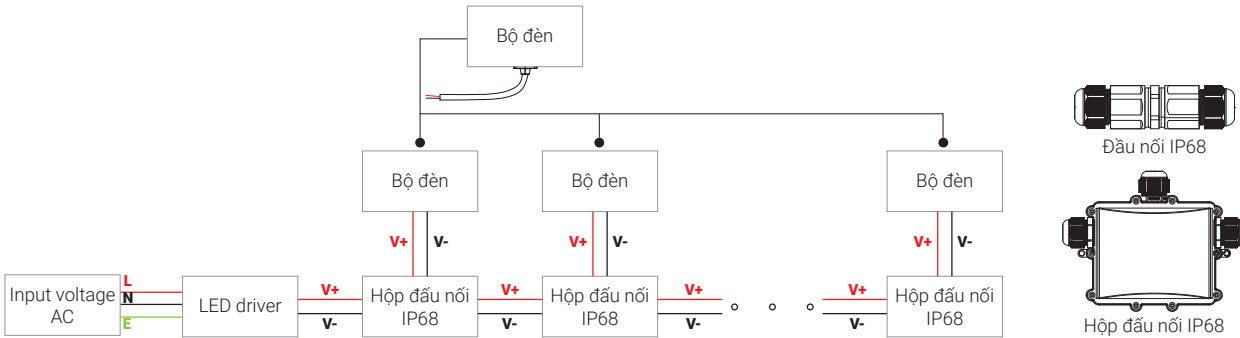 Bộ đèn
Đầu nối IP68
Bộ đèn
Bộ đèn
Bộ đèn
V+ V-
V+ V-
V+ V-
Input voltage
AC
L
N
E
LED driver
V+
V-
Hộp đấu nối
IP68
V+
V-
Hộp đấu nối
IP68
V+
V-
V+
V-
Hộp đấu nối
IP68
Hộp đấu nối IP68